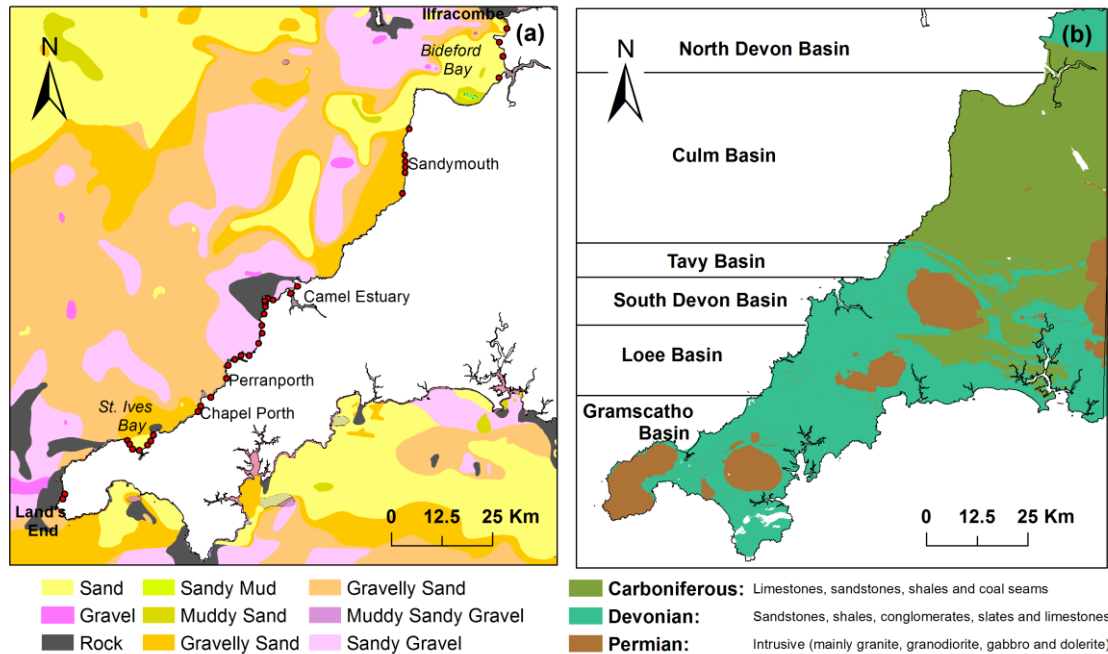 (a)
Ilfracombe
N
Bideford
Bay
Sandymouth
Camel Estuary
Perranporth
St. Ives
Bay
Chapel Porth
Land's
End
0 12.5 25 Km
Sand
Sandy Mud
Gravelly Sand
Gravel
Muddy Sand
Muddy Sandy Gravel
Rock
Gravelly Sand
Sandy Gravel
(b)
North Devon Basin
N
Culm Basin
Tavy Basin
South Devon Basin
Loee Basin
Gramscatho
Basin
0 12.5 25 Km
Carboniferous: Limestones, sandstones, shales and coal seams
Devonian: Sandstones, shales, conglomerates, slates and limestones
Permian: Intrusive (mainly granite, granodiorite, gabbro and dolerite)